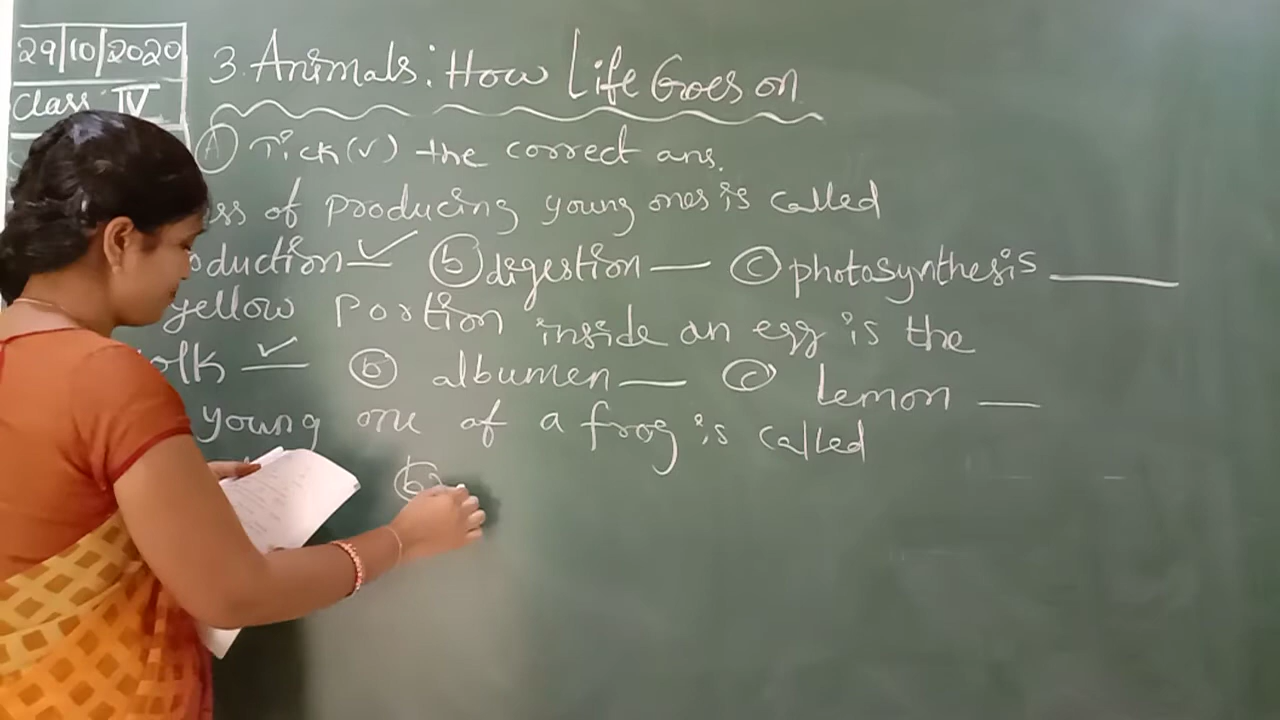 29/10/2020
Class: IV
3. Animals: How Life Goes on
A Tick (✓) the correct ans.
ss of producing young ones is called
oduction ✓ b digestion — c photosynthesis —
yellow portion inside an egg is the
olk ✓ b albumen — c Lemon —
young one of a frog is called
b